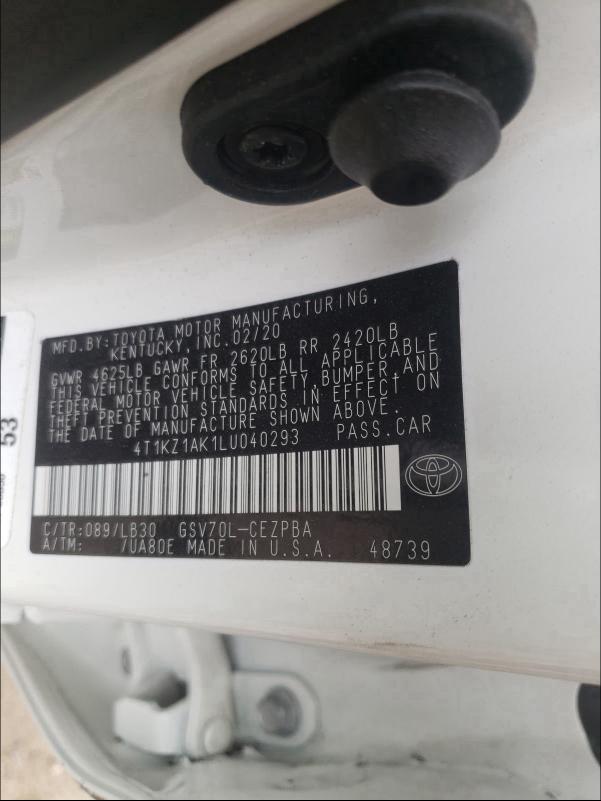 MFD.BY:TOYOTA MOTOR MANUFACTURING,
KENTUCKY, INC. 02/20
GVWR 4625LB GAWR FR 2620LB RR 2420LB
THIS VEHICLE CONFORMS TO ALL APPLICABLE
FEDERAL MOTOR VEHICLE SAFETY, BUMPER, AND
THEFT PREVENTION STANDARDS IN EFFECT ON
THE DATE OF MANUFACTURE SHOWN ABOVE.
4T1KZ1AK1LU040293 PASS.CAR
C/TR:089/LB30 GSV70L-CEZPBA
A/TM: /UA80E MADE IN U.S.A. 48739
53